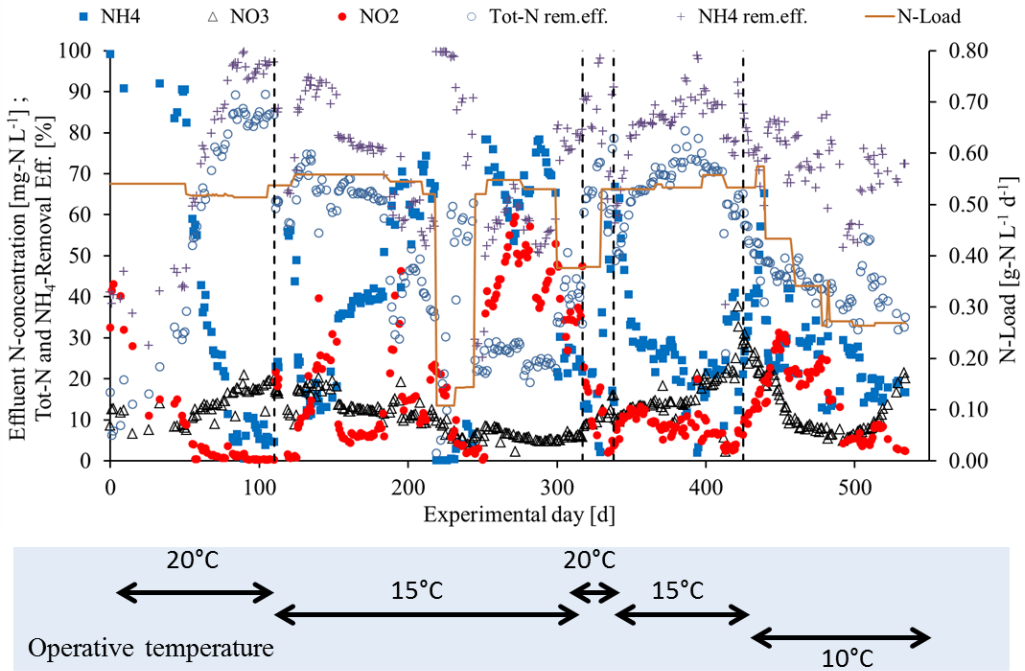 NH4 NO3 NO2 Tot-N rem.eff. NH4 rem.eff. N-Load
Effluent N-concentration [mg-N L-1] ;
Tot-N and NH4-Removal Eff. [%]
100
90
80
70
60
50
40
30
20
10
0
0.80
0.70
0.60
0.50
0.40
0.30
0.20
0.10
0.00
N-Load [g-N L-1 d-1]
0 100 200 300 400 500
Experimental day [d]
20°C 20°C
15°C 15°C
Operative temperature
10°C